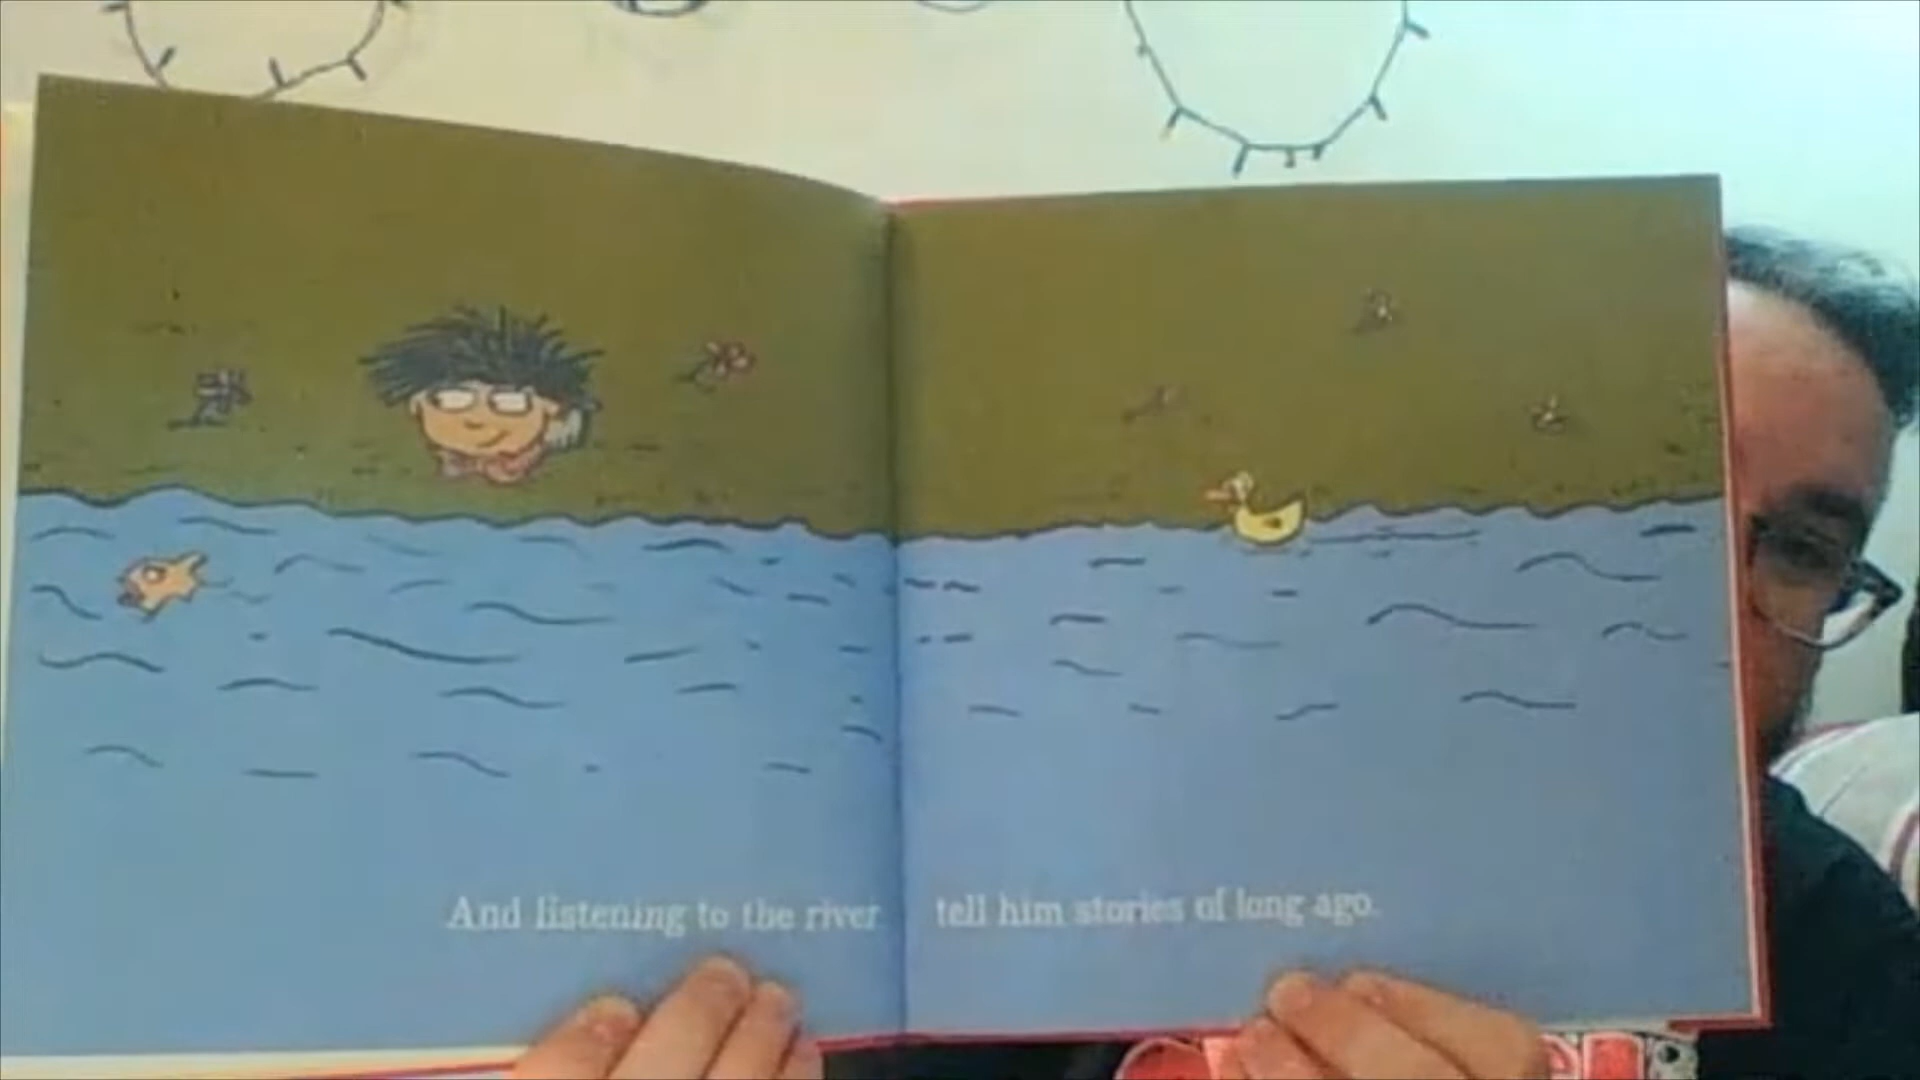 And listening to the river tell him stories of long ago.